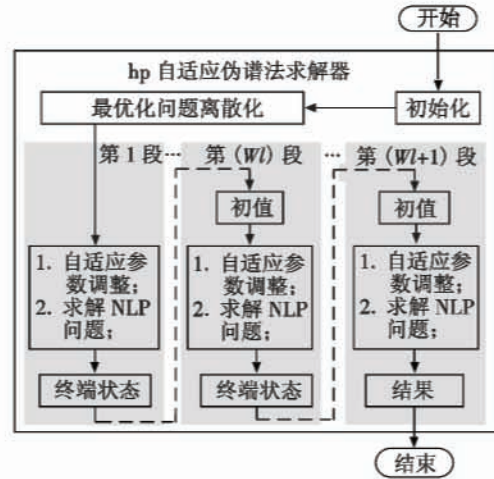 开始
hp 自适应伪谱法求解器
最优化问题离散化
初始化
第 1 段 ··· 第 (Wl) 段 ··· 第 (Wl+1) 段
初值
初值
1. 自适应参
数调整;
2. 求解 NLP
问题;
1. 自适应参
数调整;
2. 求解 NLP
问题;
1. 自适应参
数调整;
2. 求解 NLP
问题;
终端状态
终端状态
结果
结束